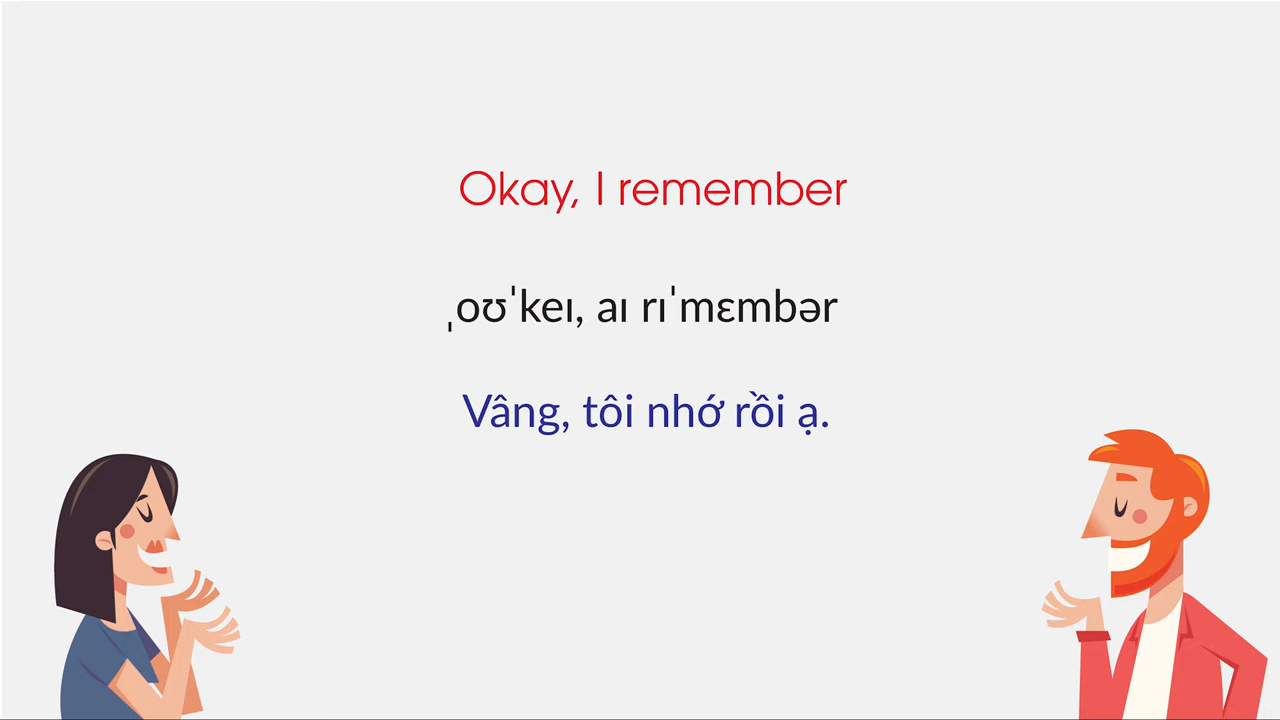 Okay, I remember
ˌoʊˈkeɪ, aɪ rɪˈmɛmbər
Vâng, tôi nhớ rồi ạ.